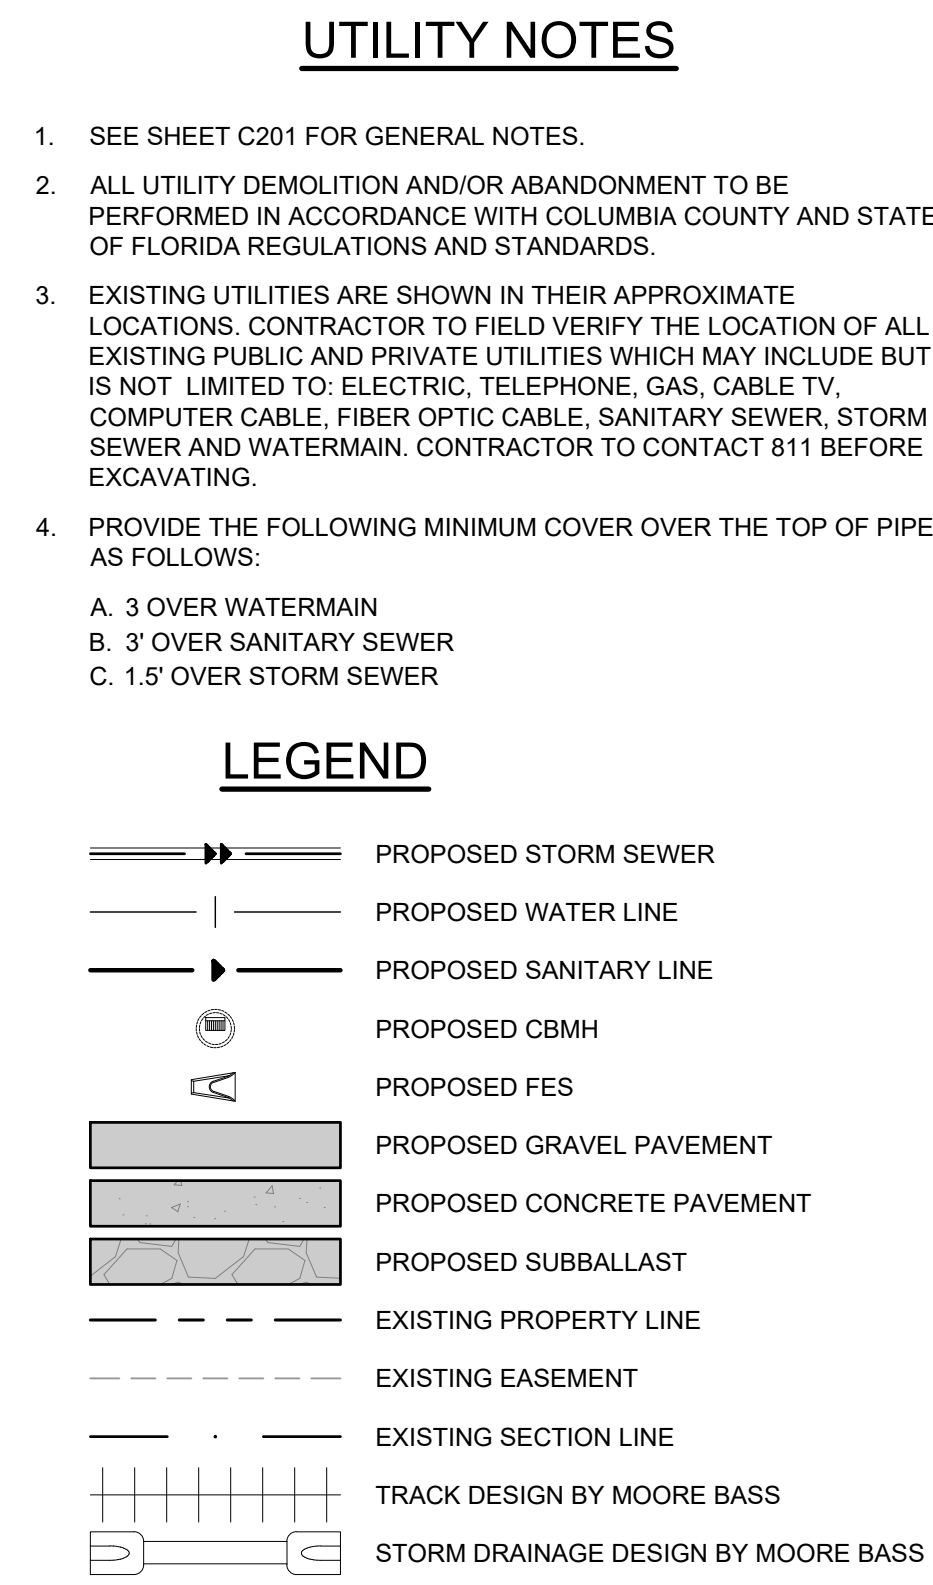 UTILITY NOTES
1. SEE SHEET C201 FOR GENERAL NOTES.
2. ALL UTILITY DEMOLITION AND/OR ABANDONMENT TO BE
PERFORMED IN ACCORDANCE WITH COLUMBIA COUNTY AND STATE
OF FLORIDA REGULATIONS AND STANDARDS.
3. EXISTING UTILITIES ARE SHOWN IN THEIR APPROXIMATE
LOCATIONS. CONTRACTOR TO FIELD VERIFY THE LOCATION OF ALL
EXISTING PUBLIC AND PRIVATE UTILITIES WHICH MAY INCLUDE BUT
IS NOT LIMITED TO: ELECTRIC, TELEPHONE, GAS, CABLE TV,
COMPUTER CABLE, FIBER OPTIC CABLE, SANITARY SEWER, STORM
SEWER AND WATERMAIN. CONTRACTOR TO CONTACT 811 BEFORE
EXCAVATING.
4. PROVIDE THE FOLLOWING MINIMUM COVER OVER THE TOP OF PIPE
AS FOLLOWS:
A. 3 OVER WATERMAIN
B. 3' OVER SANITARY SEWER
C. 1.5' OVER STORM SEWER
LEGEND
PROPOSED STORM SEWER
PROPOSED WATER LINE
PROPOSED SANITARY LINE
PROPOSED CBMH
PROPOSED FES
PROPOSED GRAVEL PAVEMENT
PROPOSED CONCRETE PAVEMENT
PROPOSED SUBBALLAST
EXISTING PROPERTY LINE
EXISTING EASEMENT
EXISTING SECTION LINE
TRACK DESIGN BY MOORE BASS
STORM DRAINAGE DESIGN BY MOORE BASS